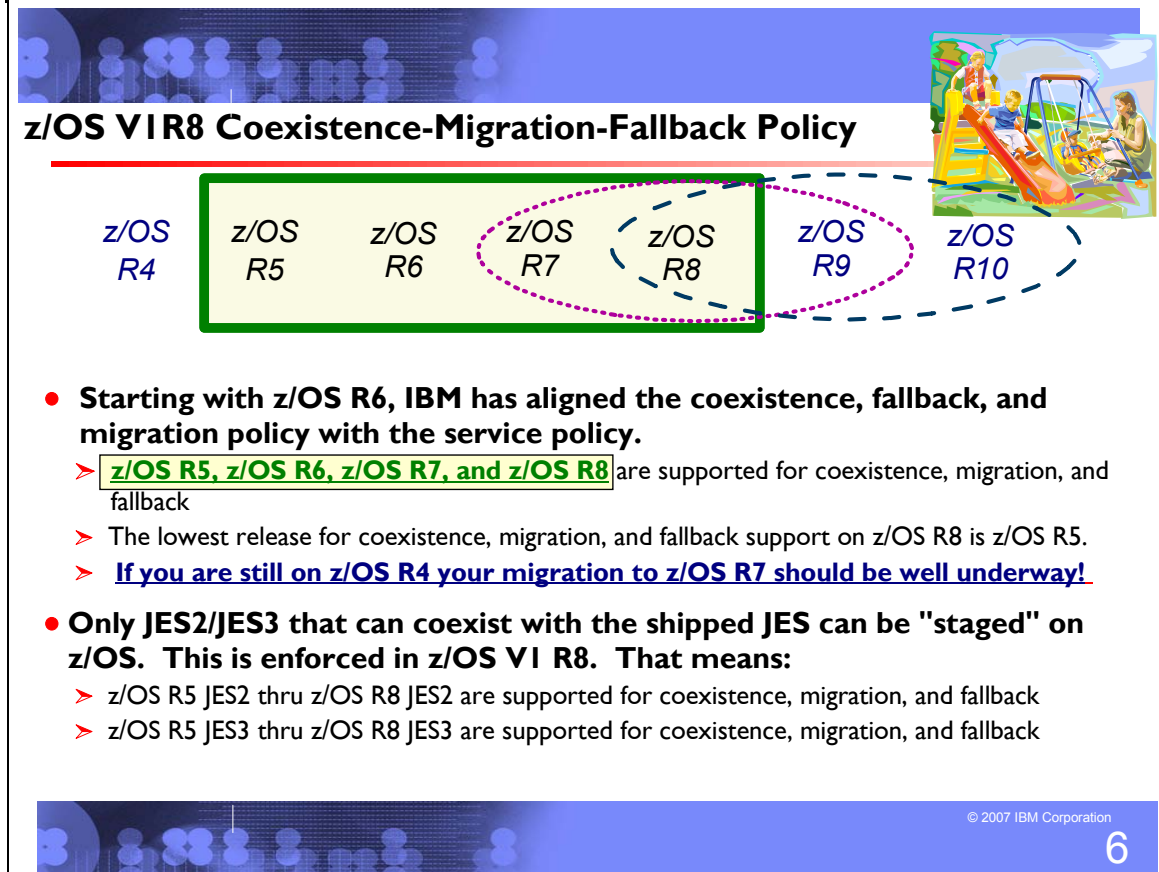 z/OS V1R8 Coexistence-Migration-Fallback Policy
z/OS R4
z/OS R5
z/OS R6
z/OS R7
z/OS R8
z/OS R9
z/OS R10
● Starting with z/OS R6, IBM has aligned the coexistence, fallback, and
migration policy with the service policy.
➢ z/OS R5, z/OS R6, z/OS R7, and z/OS R8 are supported for coexistence, migration, and
fallback
➢ The lowest release for coexistence, migration, and fallback support on z/OS R8 is z/OS R5.
➢ If you are still on z/OS R4 your migration to z/OS R7 should be well underway!
● Only JES2/JES3 that can coexist with the shipped JES can be "staged" on
z/OS. This is enforced in z/OS V1 R8. That means:
➢ z/OS R5 JES2 thru z/OS R8 JES2 are supported for coexistence, migration, and fallback
➢ z/OS R5 JES3 thru z/OS R8 JES3 are supported for coexistence, migration, and fallback
© 2007 IBM Corporation
6